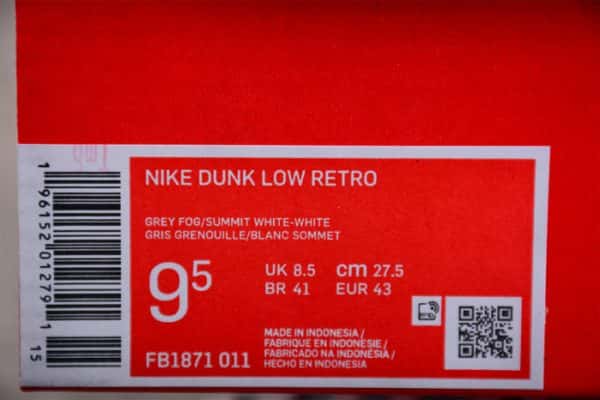 NIKE DUNK LOW RETRO
GREY FOG/SUMMIT WHITE-WHITE
GRIS GRENOUILLE/BLANC SOMMET
9⁵
UK 8.5 cm 27.5
BR 41 EUR 43
MADE IN INDONESIA /
FABRIQUE EN INDONESIE/
FABRICADO NA INDONÉSIA /
HECHO EN INDONESIA
FB1871 011
1 96152 01279 1
15